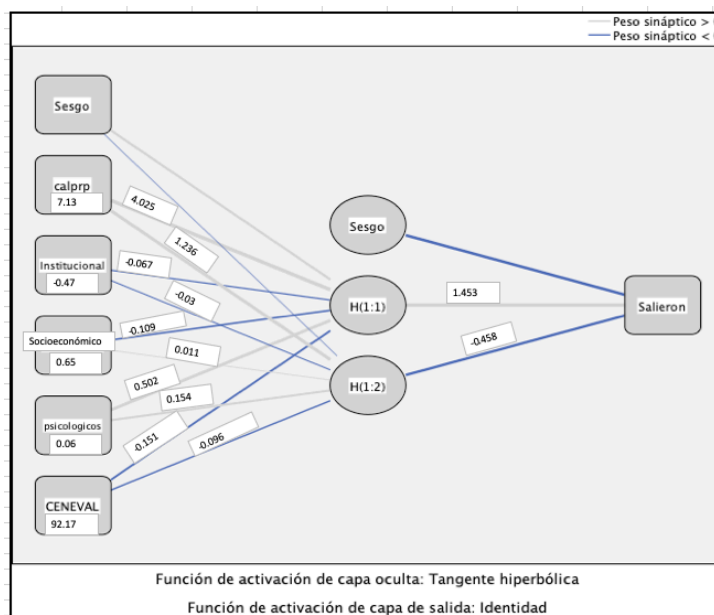 Peso sináptico >
Peso sináptico <
Sesgo
calprp
7.13
4.025
1.236
Institucional
-0.47
-0.067
-0.03
Sesgo
Socioeconómico
0.65
-0.109
0.011
H(1:1)
1.453
Salieron
psicologicos
0.06
0.502
0.154
H(1:2)
-0.458
CENEVAL
92.17
-0.151
-0.096
Función de activación de capa oculta: Tangente hiperbólica
Función de activación de capa de salida: Identidad